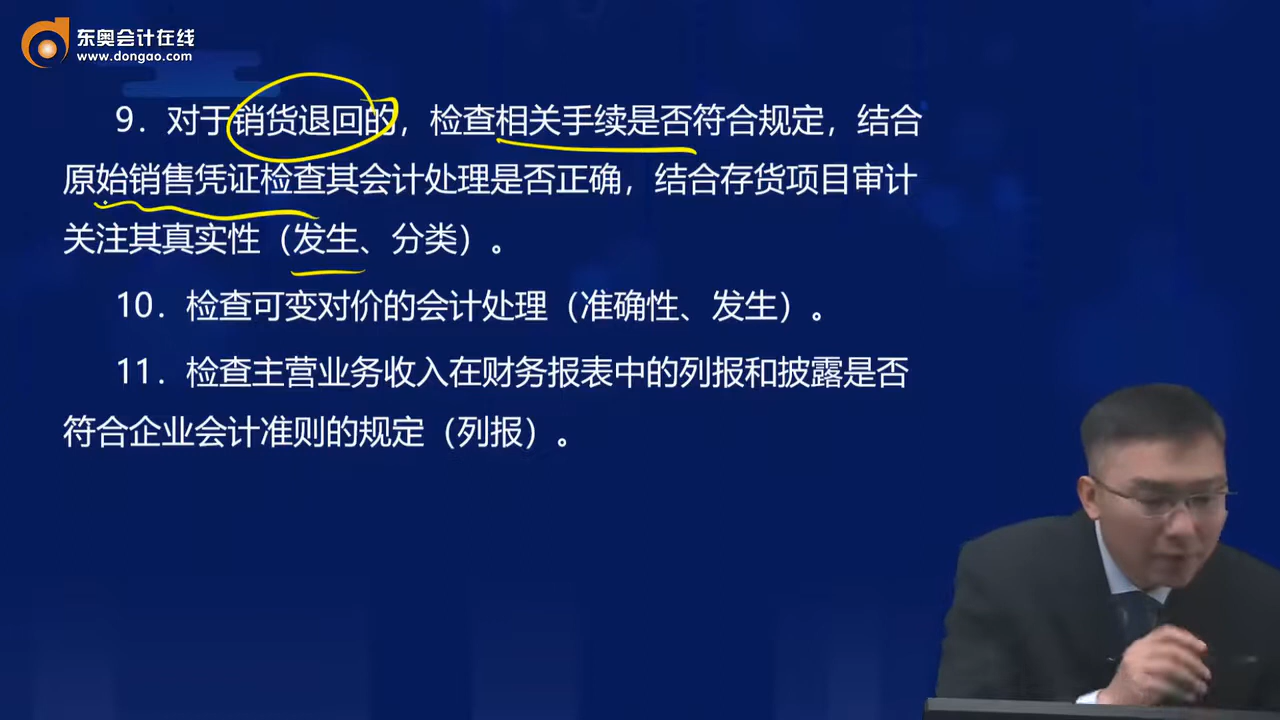 东奥会计在线
www.dongao.com
9．对于销货退回的，检查相关手续是否符合规定，结合
原始销售凭证检查其会计处理是否正确，结合存货项目审计
关注其真实性（发生、分类）。
10．检查可变对价的会计处理（准确性、发生）。
11．检查主营业务收入在财务报表中的列报和披露是否
符合企业会计准则的规定（列报）。